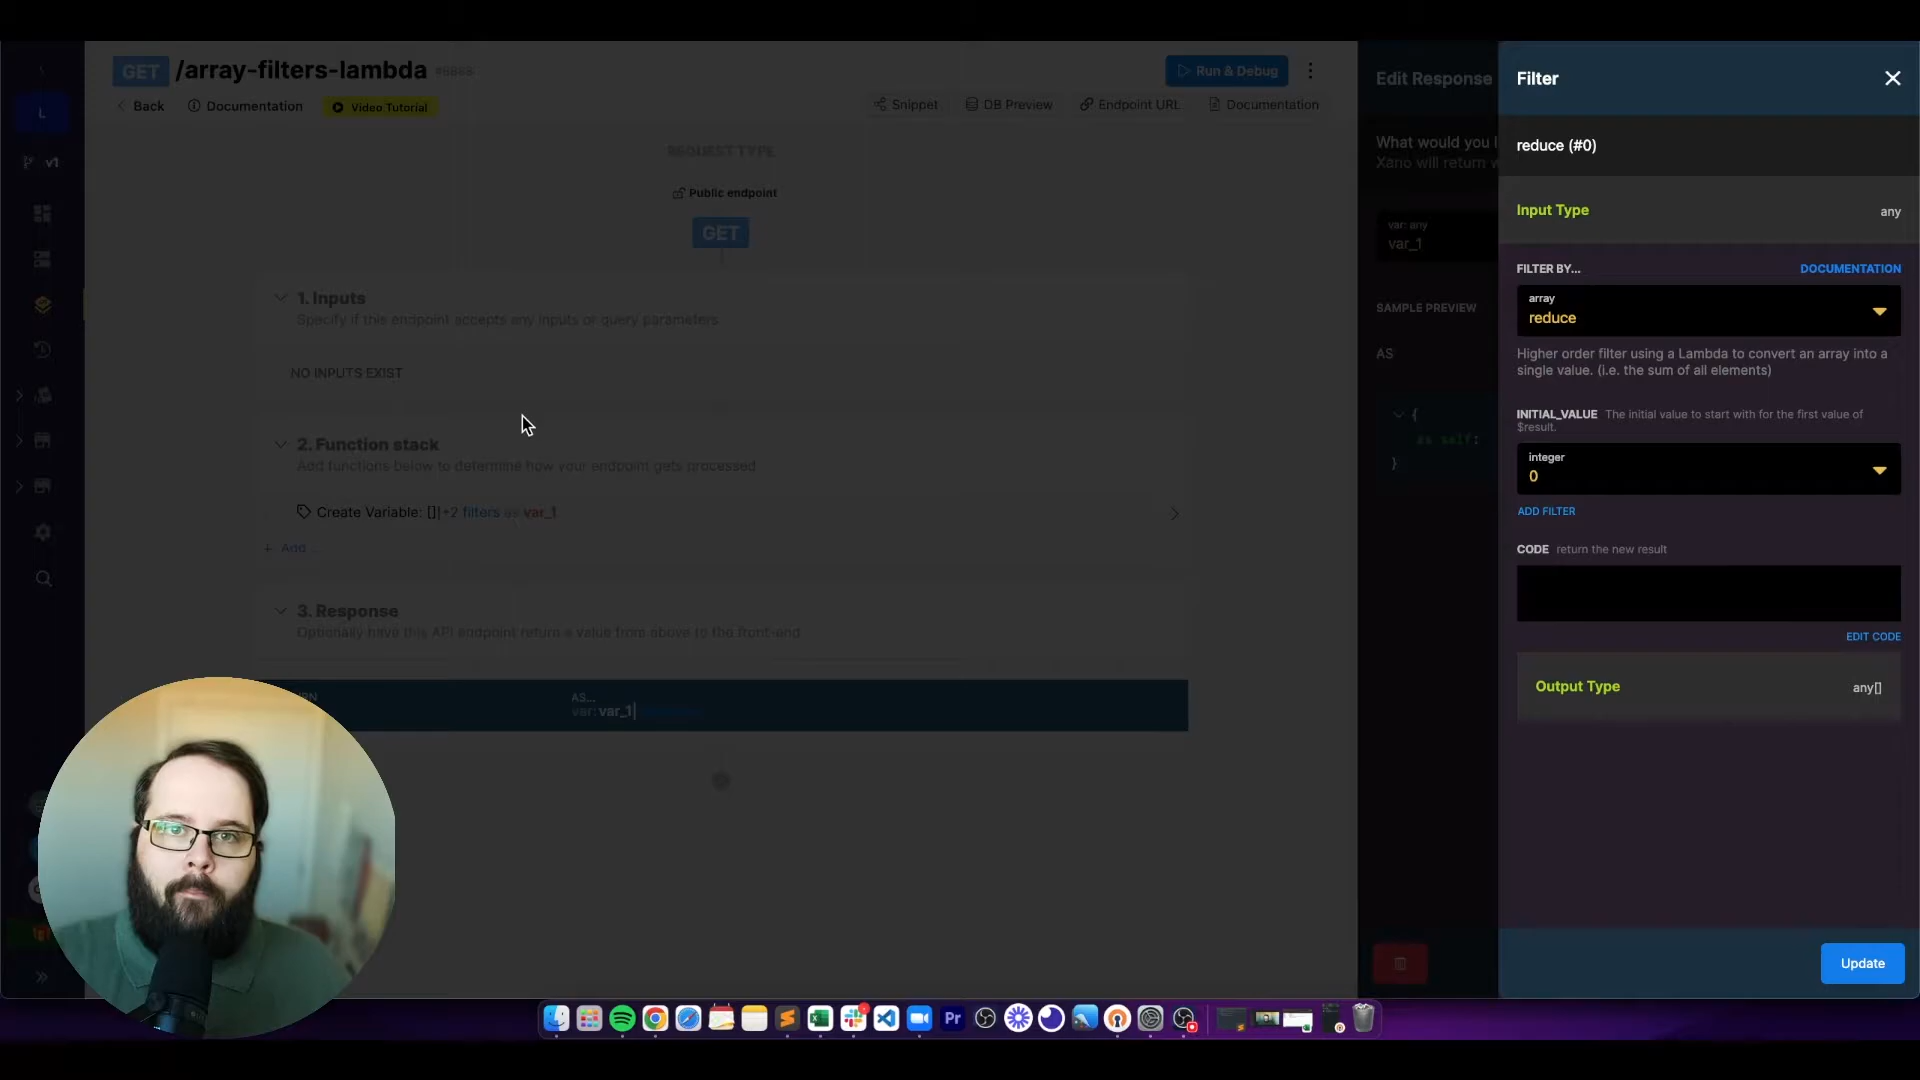 GET /array-filters-lambda #6868
Run & Debug
Back
Documentation
Video Tutorial
Snippet
DB Preview
Endpoint URL
Documentation
L
v1
REQUEST TYPE
Public endpoint
GET
1. Inputs
Specify if this endpoint accepts any inputs or query parameters
NO INPUTS EXIST
2. Function stack
Add functions below to determine how your endpoint gets processed
Create Variable: []|+2 filters as var_1
+ Add
3. Response
Optionally have this API endpoint return a value from above to the front-end
AS...
var: var_1|
Edit Response
What would you l
Xano will return w
var: any
var_1
SAMPLE PREVIEW
AS
{
as self:
}
Filter
reduce (#0)
Input Type
any
FILTER BY...
DOCUMENTATION
array
reduce
Higher order filter using a Lambda to convert an array into a
single value. (i.e. the sum of all elements)
INITIAL_VALUE The initial value to start with for the first value of
$result.
integer
0
ADD FILTER
CODE return the new result
EDIT CODE
Output Type
any[]
Update
Pr